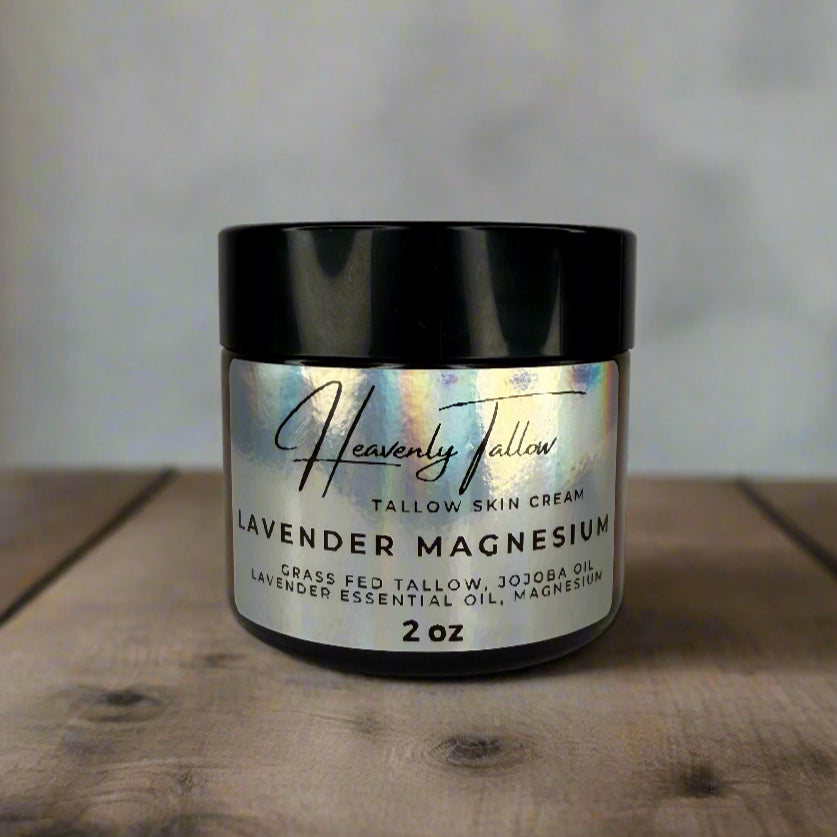 Heavenly Tallow
TALLOW SKIN CREAM
LAVENDER MAGNESIUM
GRASS FED TALLOW, JOJOBA OIL
LAVENDER ESSENTIAL OIL, MAGNESIUM
2 oz